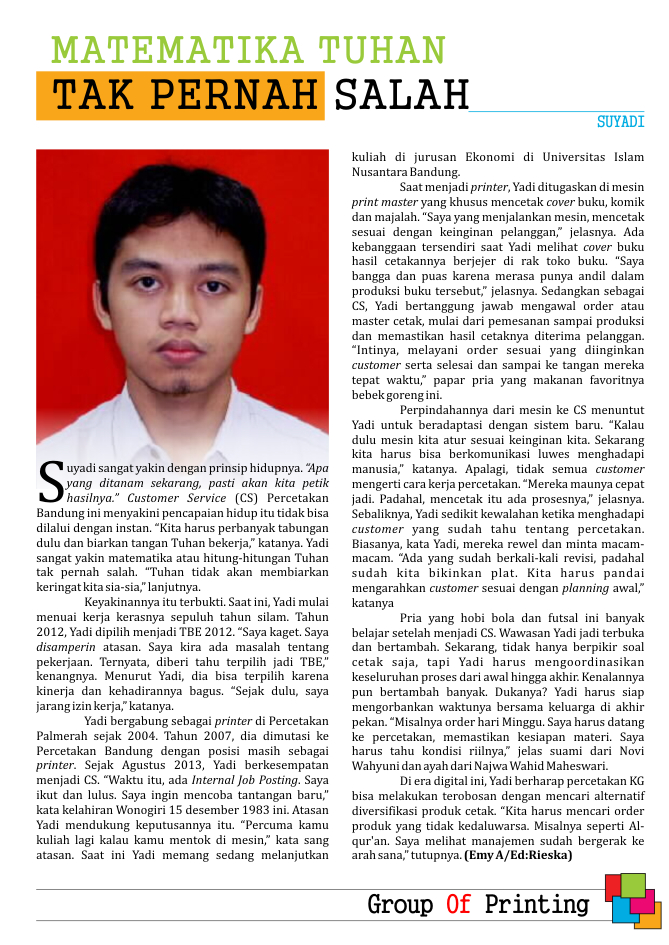 MATEMATIKA TUHAN
TAK PERNAH SALAH
SUYADI
Suyadi sangat yakin dengan prinsip hidupnya. “Apa
yang ditanam sekarang, pasti akan kita petik
hasilnya.” Customer Service (CS) Percetakan
Bandung ini menyakini pencapaian hidup itu tidak bisa
dilalui dengan instan. “Kita harus perbanyak tabungan
dulu dan biarkan tangan Tuhan bekerja,” katanya. Yadi
sangat yakin matematika atau hitung-hitungan Tuhan
tak pernah salah. “Tuhan tidak akan membiarkan
keringat kita sia-sia,” lanjutnya.
Keyakinannya itu terbukti. Saat ini, Yadi mulai
menuai kerja kerasnya sepuluh tahun silam. Tahun
2012, Yadi dipilih menjadi TBE 2012. “Saya kaget. Saya
disamperin atasan. Saya kira ada masalah tentang
pekerjaan. Ternyata, diberi tahu terpilih jadi TBE,”
kenangnya. Menurut Yadi, dia bisa terpilih karena
kinerja dan kehadirannya bagus. “Sejak dulu, saya
jarang izin kerja,” katanya.
Yadi bergabung sebagai printer di Percetakan
Palmerah sejak 2004. Tahun 2007, dia dimutasi ke
Percetakan Bandung dengan posisi masih sebagai
printer. Sejak Agustus 2013, Yadi berkesempatan
menjadi CS. “Waktu itu, ada Internal Job Posting. Saya
ikut dan lulus. Saya ingin mencoba tantangan baru,”
kata kelahiran Wonogiri 15 desember 1983 ini. Atasan
Yadi mendukung keputusannya itu. “Percuma kamu
kuliah lagi kalau kamu mentok di mesin,” kata sang
atasan. Saat ini Yadi memang sedang melanjutkan
kuliah di jurusan Ekonomi di Universitas Islam
Nusantara Bandung.
Saat menjadi printer, Yadi ditugaskan di mesin
print master yang khusus mencetak cover buku, komik
dan majalah. “Saya yang menjalankan mesin, mencetak
sesuai dengan keinginan pelanggan,” jelasnya. Ada
kebanggaan tersendiri saat Yadi melihat cover buku
hasil cetakannya berjejer di rak toko buku. “Saya
bangga dan puas karena merasa punya andil dalam
produksi buku tersebut,” jelasnya. Sedangkan sebagai
CS, Yadi bertanggung jawab mengawal order atau
master cetak, mulai dari pemesanan sampai produksi
dan memastikan hasil cetaknya diterima pelanggan.
“Intinya, melayani order sesuai yang diinginkan
customer serta selesai dan sampai ke tangan mereka
tepat waktu,” papar pria yang makanan favoritnya
bebek goreng ini.
Perpindahannya dari mesin ke CS menuntut
Yadi untuk beradaptasi dengan sistem baru. “Kalau
dulu mesin kita atur sesuai keinginan kita. Sekarang
kita harus bisa berkomunikasi luwes menghadapi
manusia,” katanya. Apalagi, tidak semua customer
mengerti cara kerja percetakan. “Mereka maunya cepat
jadi. Padahal, mencetak itu ada prosesnya,” jelasnya.
Sebaliknya, Yadi sedikit kewalahan ketika menghadapi
customer yang sudah tahu tentang percetakan.
Biasanya, kata Yadi, mereka rewel dan minta macam-
macam. “Ada yang sudah berkali-kali revisi, padahal
sudah kita bikinkan plat. Kita harus pandai
mengarahkan customer sesuai dengan planning awal,”
katanya
Pria yang hobi bola dan futsal ini banyak
belajar setelah menjadi CS. Wawasan Yadi jadi terbuka
dan bertambah. Sekarang, tidak hanya berpikir soal
cetak saja, tapi Yadi harus mengoordinasikan
keseluruhan proses dari awal hingga akhir. Kenalannya
pun bertambah banyak. Dukanya? Yadi harus siap
mengorbankan waktunya bersama keluarga di akhir
pekan. “Misalnya order hari Minggu. Saya harus datang
ke percetakan, memastikan kesiapan materi. Saya
harus tahu kondisi riilnya,” jelas suami dari Novi
Wahyuni dan ayah dari Najwa Wahid Maheswari.
Di era digital ini, Yadi berharap percetakan KG
bisa melakukan terobosan dengan mencari alternatif
diversifikasi produk cetak. “Kita harus mencari order
produk yang tidak kedaluwarsa. Misalnya seperti Al-
qur'an. Saya melihat manajemen sudah bergerak ke
arah sana,” tutupnya. (Emy A/Ed:Rieska)
Group Of Printing